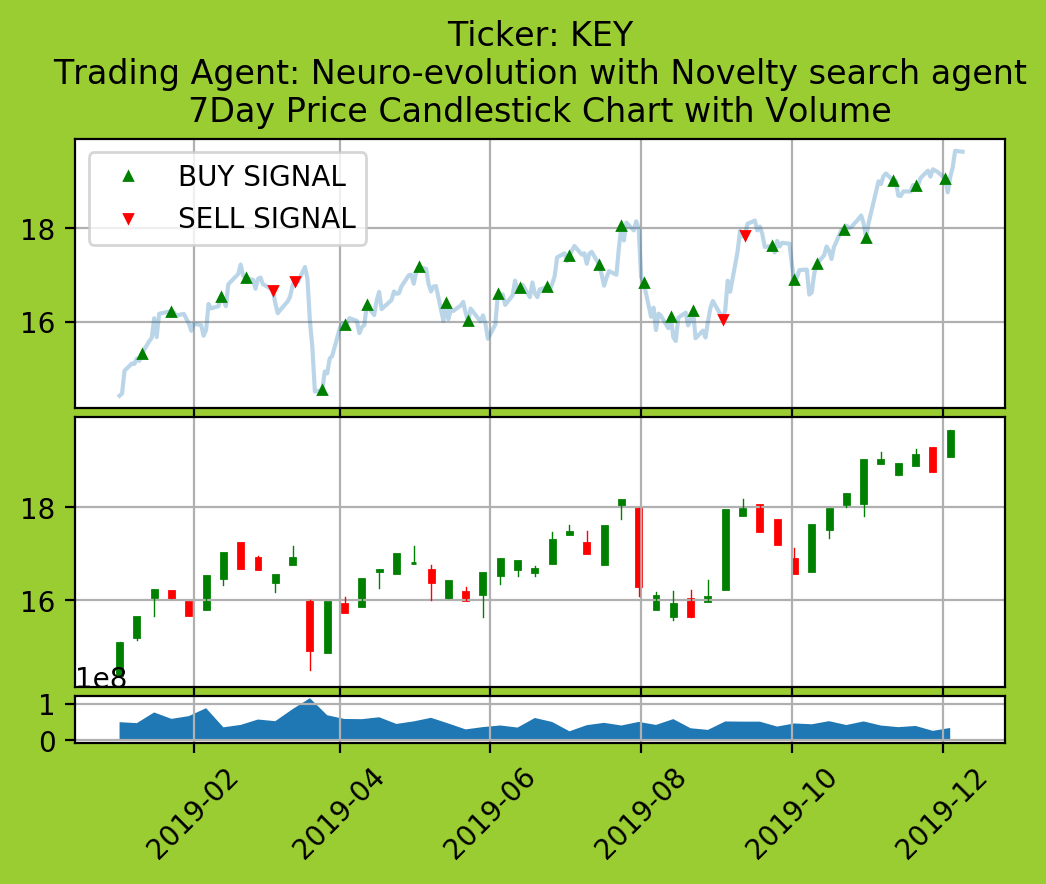 Ticker: KEY
Trading Agent: Neuro-evolution with Novelty search agent
7Day Price Candlestick Chart with Volume
BUY SIGNAL
SELL SIGNAL
18
16
18
16
1e8
1
0
2019-02
2019-04
2019-06
2019-08
2019-10
2019-12